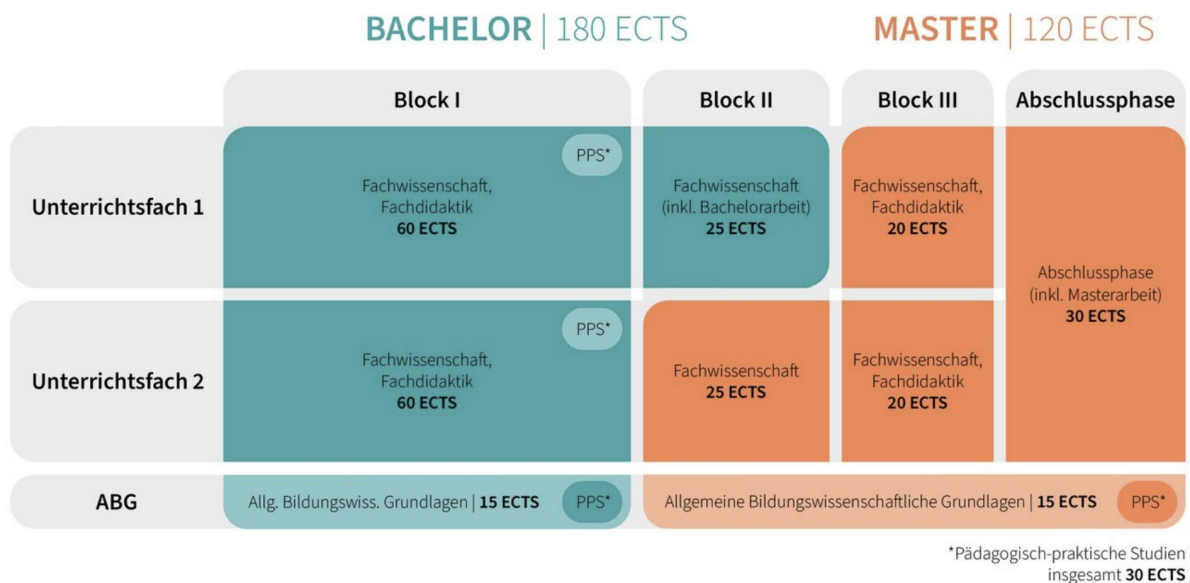 BACHELOR | 180 ECTS
MASTER | 120 ECTS
Block I
Block II
Block III
Abschlussphase
Unterrichtsfach 1
PPS*
Fachwissenschaft,
Fachdidaktik
60 ECTS
Fachwissenschaft
(inkl. Bachelorarbeit)
25 ECTS
Fachwissenschaft,
Fachdidaktik
20 ECTS
Abschlussphase
(inkl. Masterarbeit)
30 ECTS
Unterrichtsfach 2
PPS*
Fachwissenschaft,
Fachdidaktik
60 ECTS
Fachwissenschaft
25 ECTS
Fachwissenschaft,
Fachdidaktik
20 ECTS
ABG
Allg. Bildungswiss. Grundlagen | 15 ECTS
PPS*
Allgemeine Bildungswissenschaftliche Grundlagen | 15 ECTS
PPS*
*Pädagogisch-praktische Studien
insgesamt 30 ECTS